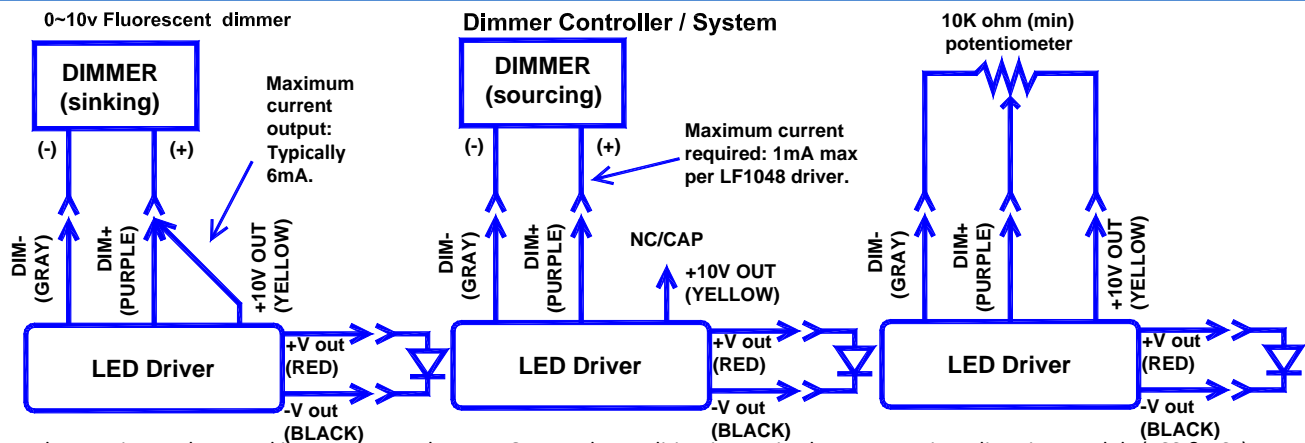 0~10v Fluorescent dimmer
DIMMER
(sinking)
(-)
(+)
Maximum
current
output:
Typically
6mA.
DIM-
(GRAY)
DIM+
(PURPLE)
+10V OUT
(YELLOW)
LED Driver
+V out
(RED)
-V out
(BLACK)
Dimmer Controller / System
DIMMER
(sourcing)
(-)
(+)
Maximum current
required: 1mA max
per LF1048 driver.
DIM-
(GRAY)
DIM+
(PURPLE)
NC/CAP
+10V OUT
(YELLOW)
LED Driver
+V out
(RED)
-V out
(BLACK)
10K ohm (min)
potentiometer
DIM-
(GRAY)
DIM+
(PURPLE)
+10V OUT
(YELLOW)
LED Driver
+V out
(RED)
-V out
(BLACK)